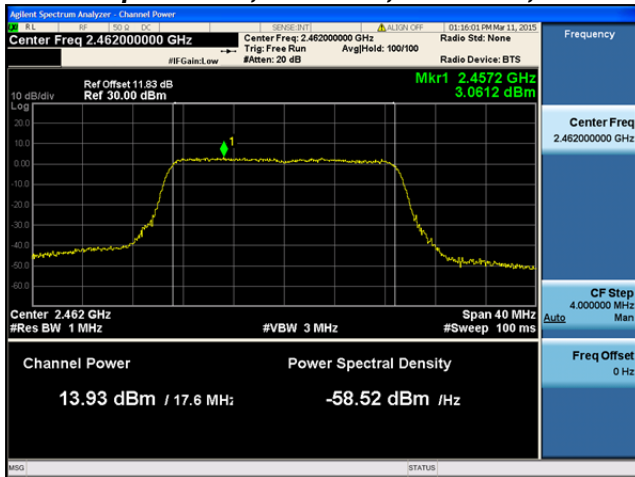 Agilent Spectrum Analyzer - Channel Power
RL RF 50 Ω DC SENSE:INT ALIGN OFF 01:16:01 PM Mar 11, 2015
Center Freq 2.462000000 GHz
Center Freq: 2.462000000 GHz
Radio Std: None
Trig: Free Run Avg|Hold: 100/100
#IFGain:Low #Atten: 20 dB Radio Device: BTS
Frequency
Mkr1 2.4572 GHz
3.0612 dBm
Ref Offset 11.83 dB
10 dB/div Ref 30.00 dBm
Log
20.0
10.0
1
0.00
-10.0
-20.0
-30.0
-40.0
-50.0
-60.0
Center 2.462 GHz Span 40 MHz
#Res BW 1 MHz #VBW 3 MHz #Sweep 100 ms
Center Freq
2.462000000 GHz
CF Step
4.000000 MHz
Auto Man
Freq Offset
0 Hz
Channel Power Power Spectral Density
13.93 dBm / 17.6 MHz -58.52 dBm /Hz
MSG STATUS